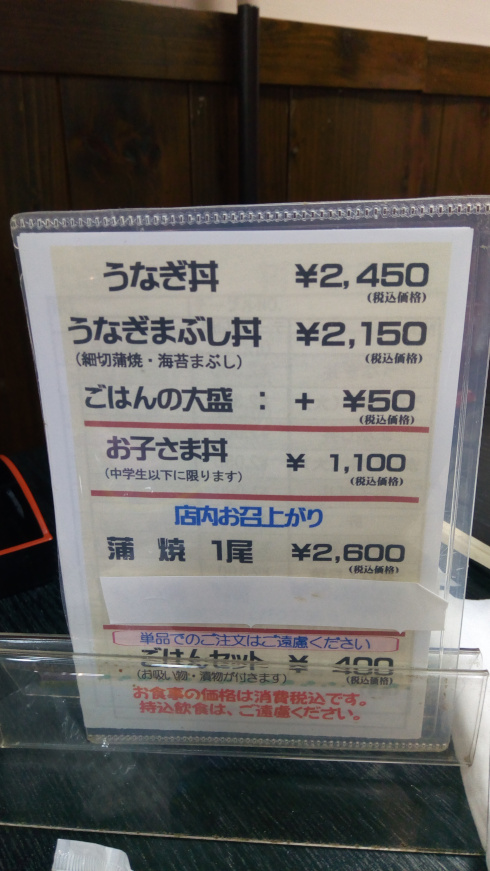 うなぎ丼 ¥2,450
(税込価格)
うなぎまぶし丼 ¥2,150
(細切蒲焼・海苔まぶし) (税込価格)
ごはんの大盛 : + ¥50
(税込価格)
お子さま丼 ¥ 1,100
(中学生以下に限ります) (税込価格)
店内お召上がり
蒲 焼 1尾 ¥2,600
(税込価格)
単品でのご注文はご遠慮ください
ごはんセット ¥ 400
(お吸い物・漬物が付きます) (税込価格)
お食事の価格は消費税込です。
持込飲食は、ご遠慮ください。